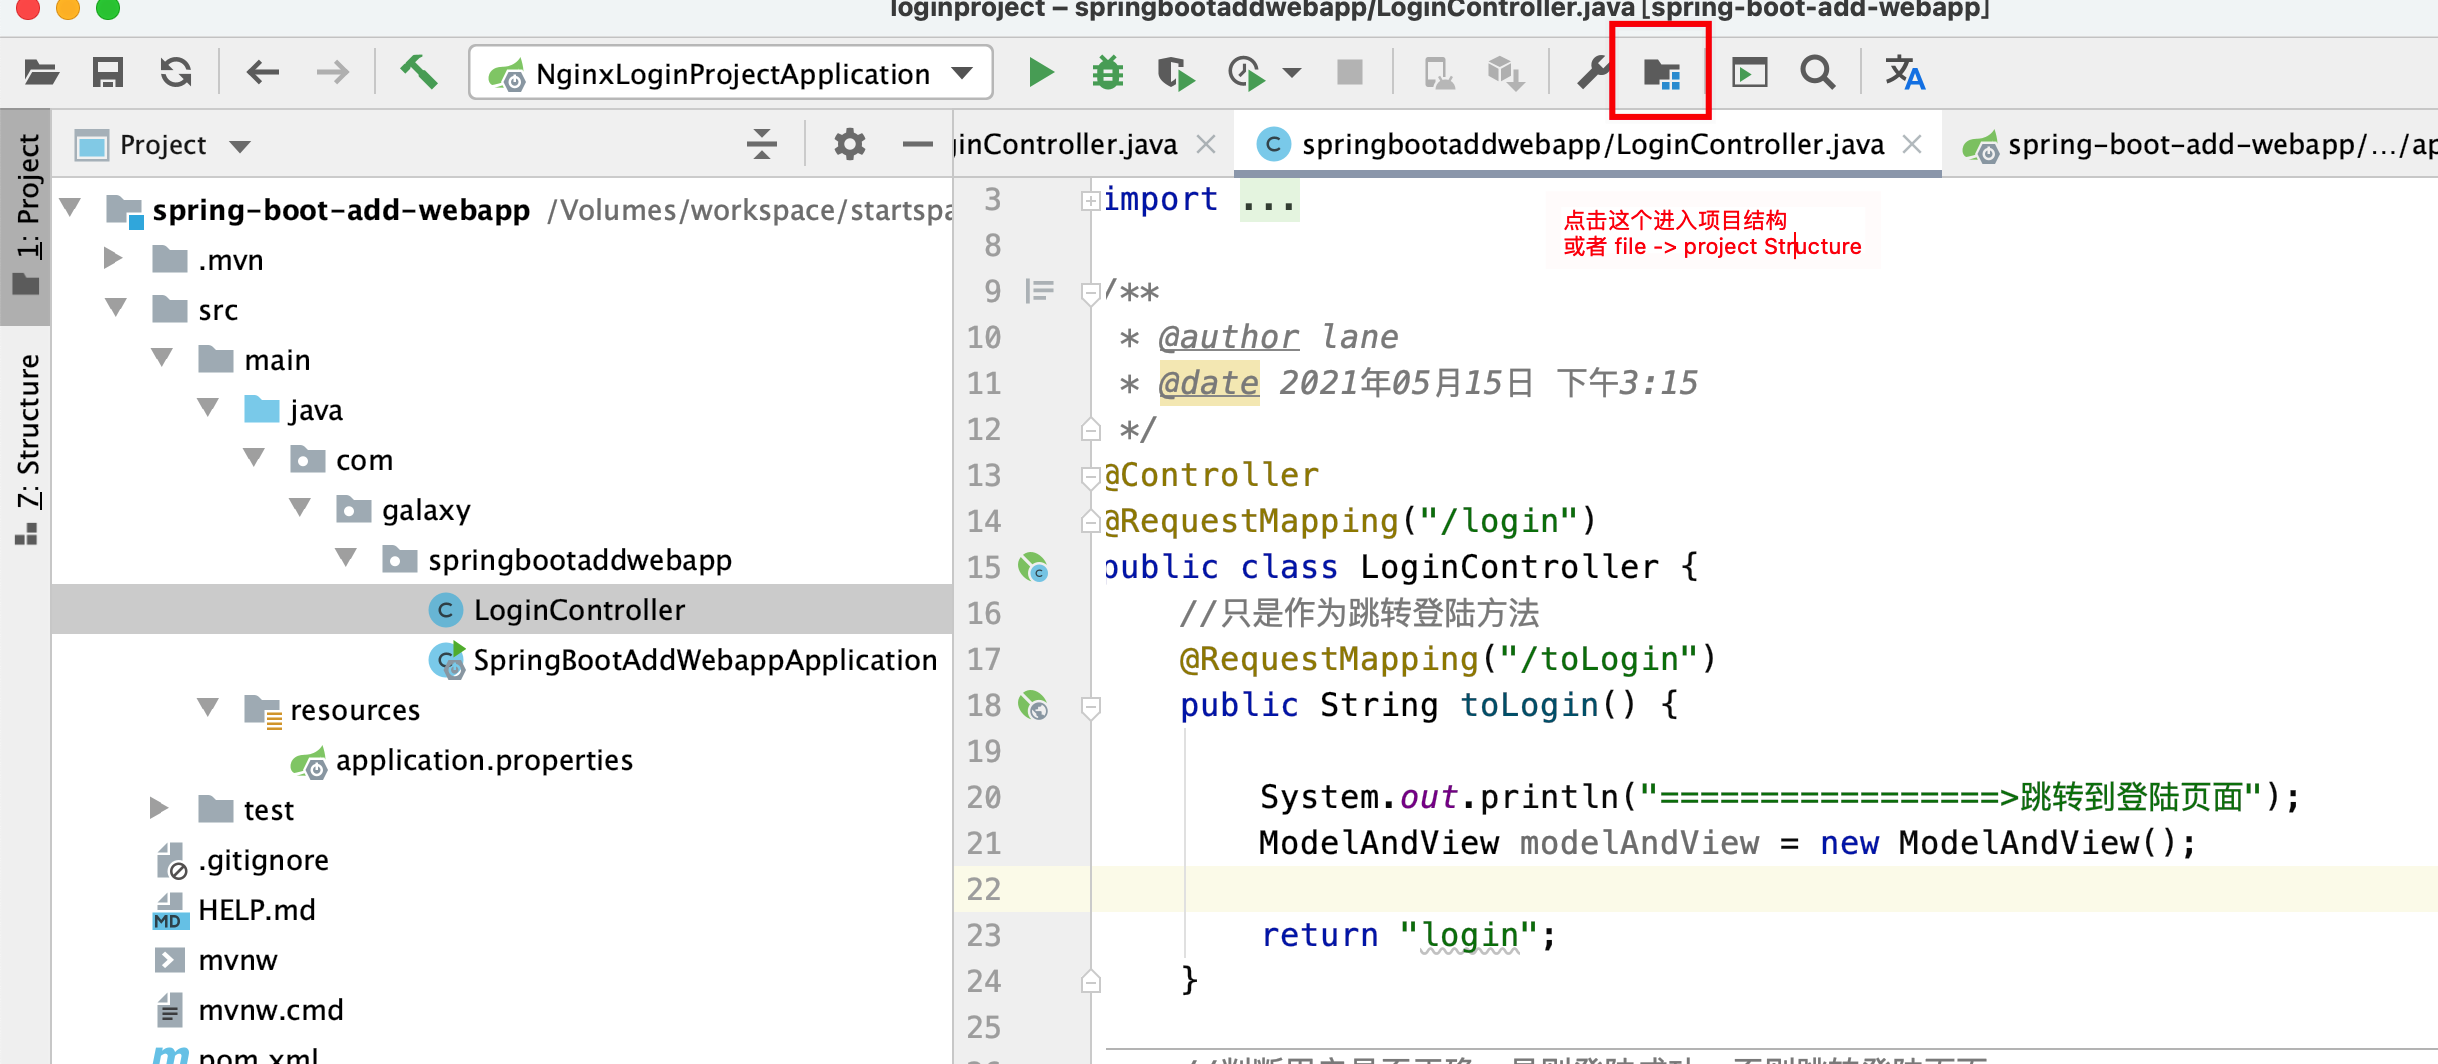 loginproject – springbootaddwebapp/LoginController.java [spring-boot-add-webapp]
NginxLoginProjectApplication
Project
inController.java
springbootaddwebapp/LoginController.java
spring-boot-add-webapp/.../ap
1: Project
7: Structure
spring-boot-add-webapp /Volumes/workspace/startspa
.mvn
src
main
java
com
galaxy
springbootaddwebapp
LoginController
SpringBootAddWebappApplication
resources
application.properties
test
.gitignore
HELP.md
mvnw
mvnw.cmd
pom.xml
点击这个进入项目结构
或者 file -> project Structure
3 import ...
8
9 /**
10 * @author lane
11 * @date 2021年05月15日 下午3:15
12 */
13 @Controller
14 @RequestMapping("/login")
15 public class LoginController {
16 //只是作为跳转登陆方法
17 @RequestMapping("/toLogin")
18 public String toLogin() {
19
20 System.out.println("=================>跳转到登陆页面");
21 ModelAndView modelAndView = new ModelAndView();
22
23 return "login";
24 }
25